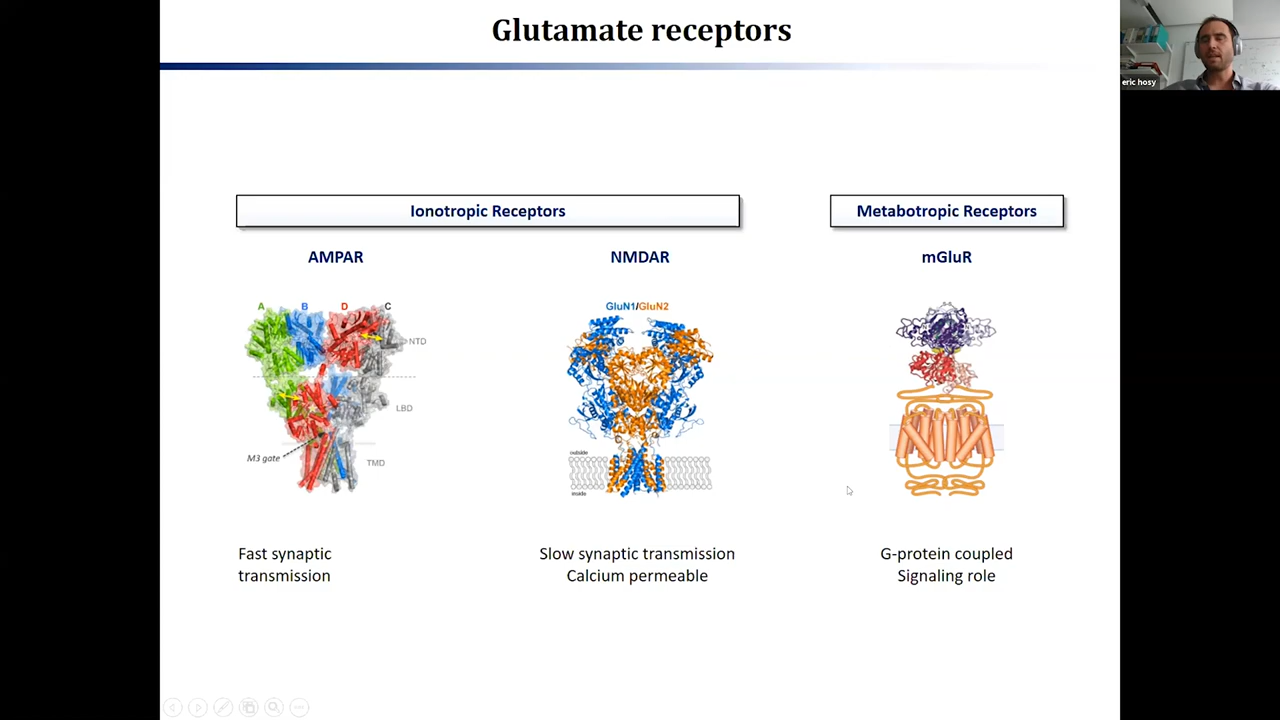 Glutamate receptors
eric hosy
Ionotropic Receptors
Metabotropic Receptors
AMPAR
NMDAR
mGluR
A B D C
NTD
LBD
M3 gate
TMD
GluN1/GluN2
outside
inside
Fast synaptic
transmission
Slow synaptic transmission
Calcium permeable
G-protein coupled
Signaling role